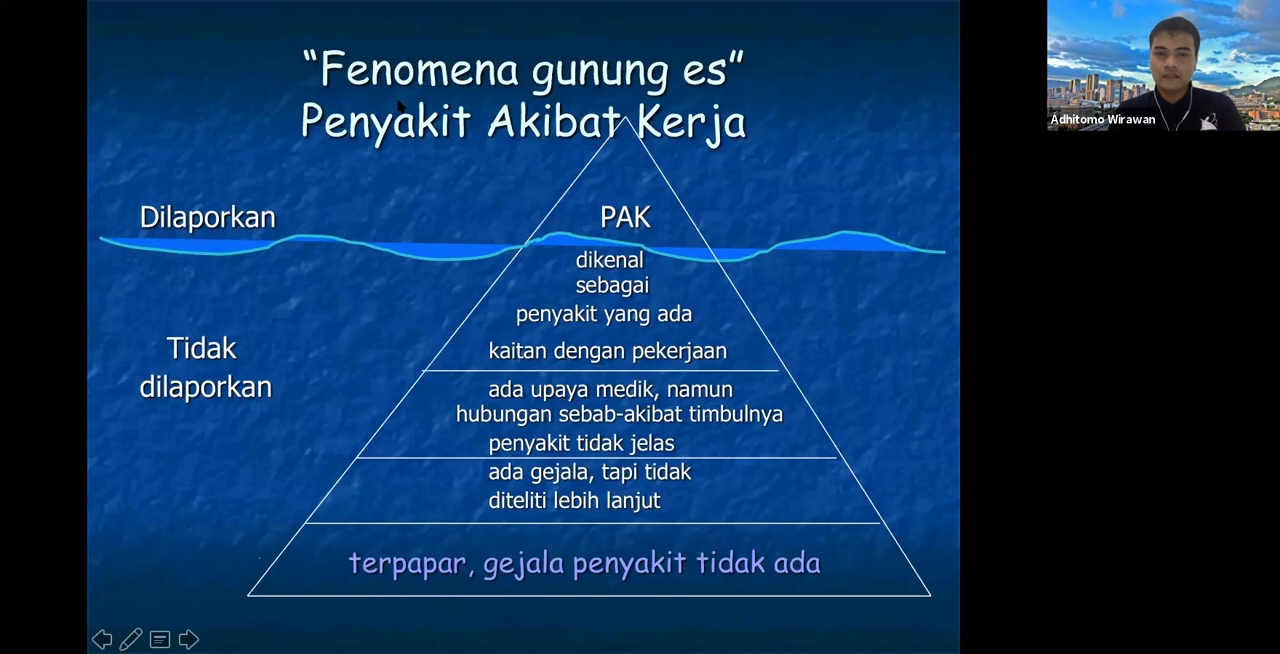 “Fenomena gunung es”
Penyakit Akibat Kerja
Dilaporkan
PAK
dikenal
sebagai
penyakit yang ada
kaitan dengan pekerjaan
Tidak
dilaporkan
ada upaya medik, namun
hubungan sebab-akibat timbulnya
penyakit tidak jelas
ada gejala, tapi tidak
diteliti lebih lanjut
terpapar, gejala penyakit tidak ada
Adhitomo Wirawan